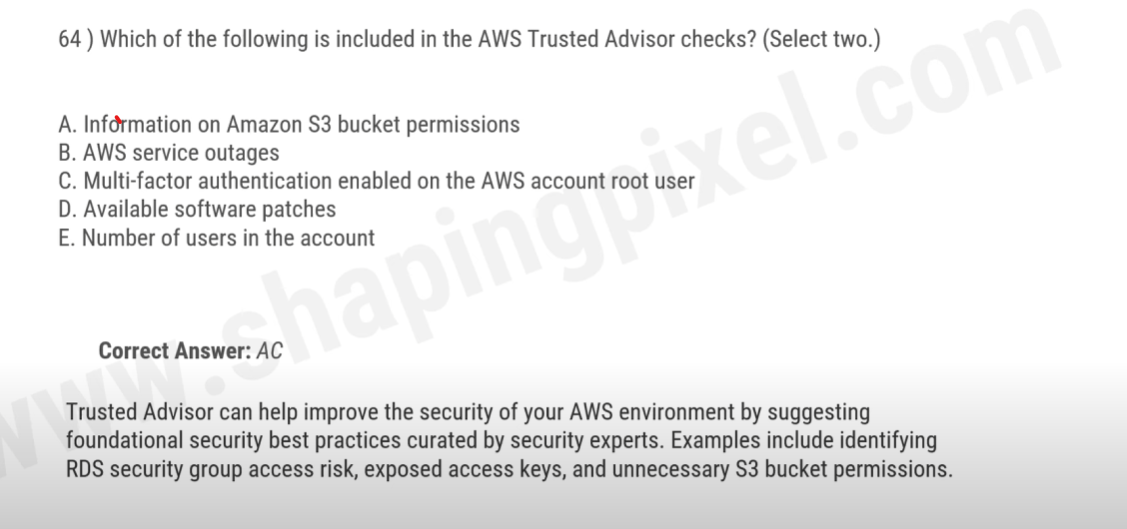 64 ) Which of the following is included in the AWS Trusted Advisor checks? (Select two.)
A. Information on Amazon S3 bucket permissions
B. AWS service outages
C. Multi-factor authentication enabled on the AWS account root user
D. Available software patches
E. Number of users in the account
www.shapingpixel.com
Correct Answer: AC
Trusted Advisor can help improve the security of your AWS environment by suggesting
foundational security best practices curated by security experts. Examples include identifying
RDS security group access risk, exposed access keys, and unnecessary S3 bucket permissions.